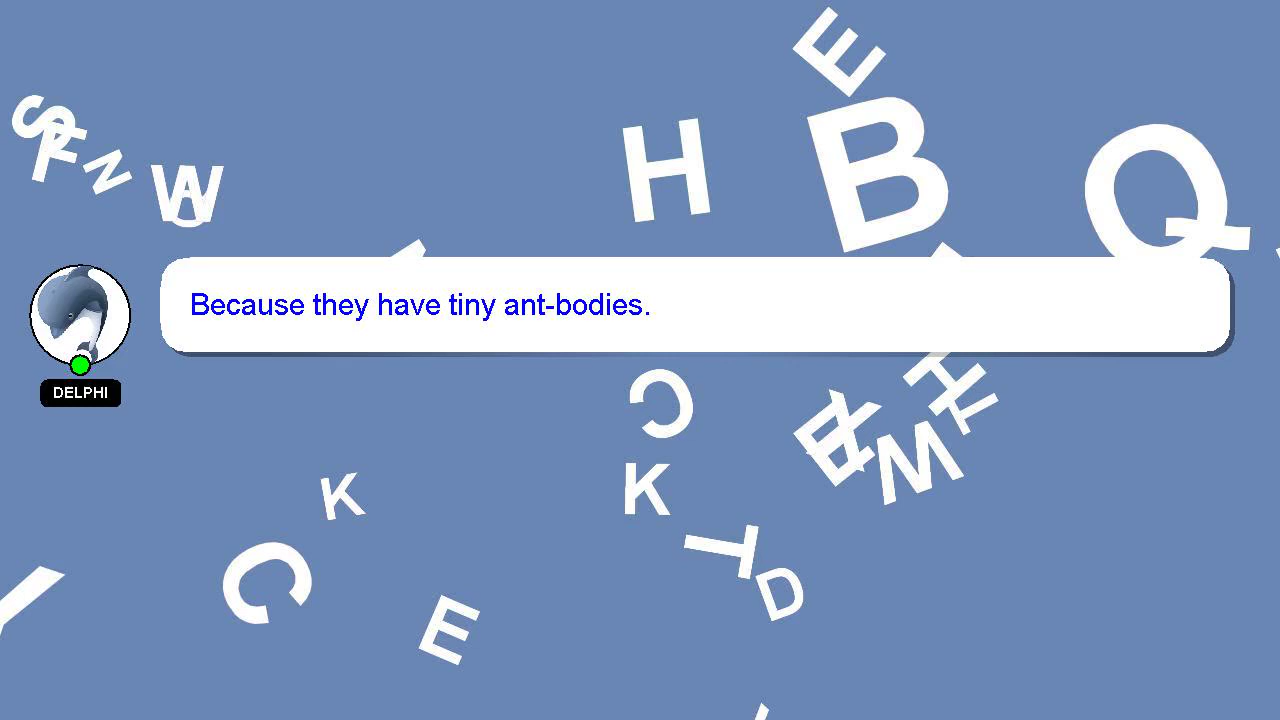 E
S
F
N
W
A
O
H
B
Q
Because they have tiny ant-bodies.
DELPHI
C
K
K
E
M
H
T
D
C
E